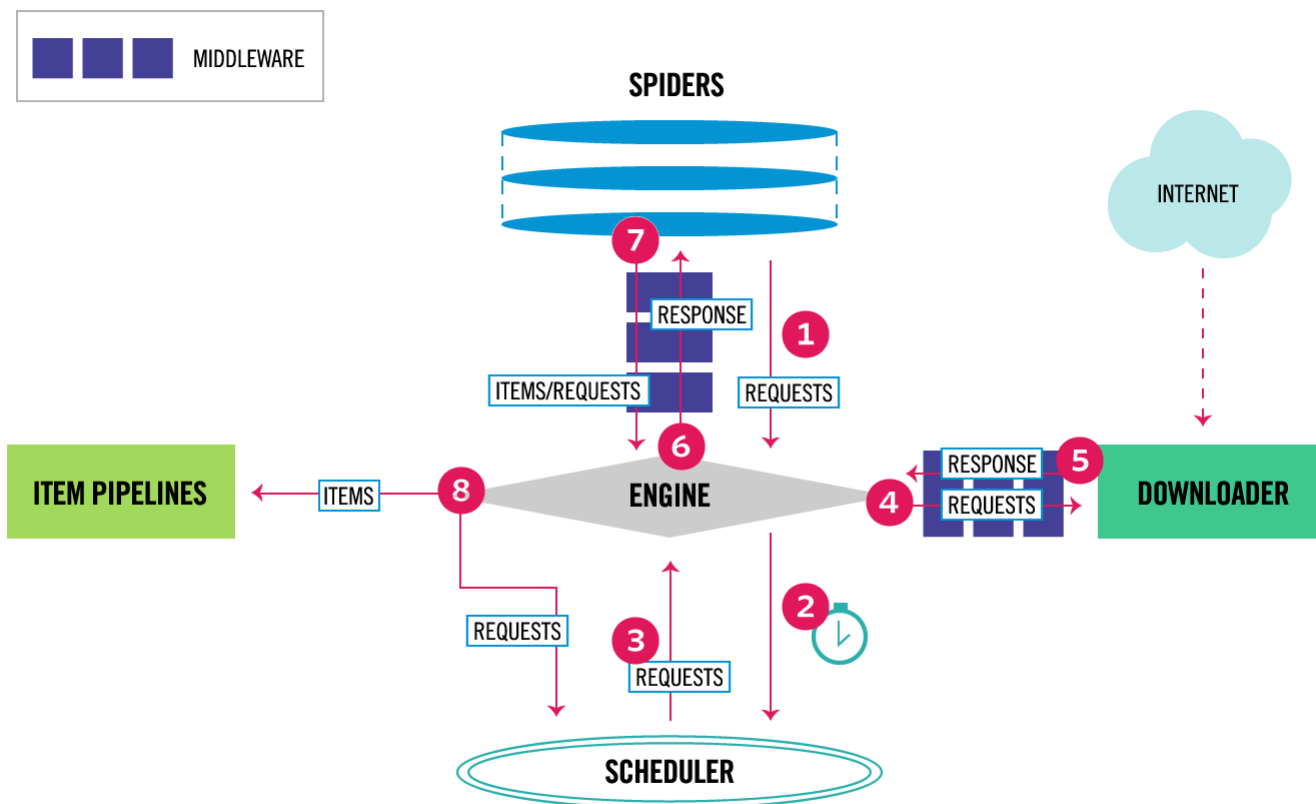 MIDDLEWARE
SPIDERS
INTERNET
7
RESPONSE
1
ITEMS/REQUESTS
REQUESTS
6
ITEM PIPELINES
ITEMS
8
ENGINE
4
RESPONSE
5
REQUESTS
DOWNLOADER
2
REQUESTS
3
REQUESTS
SCHEDULER